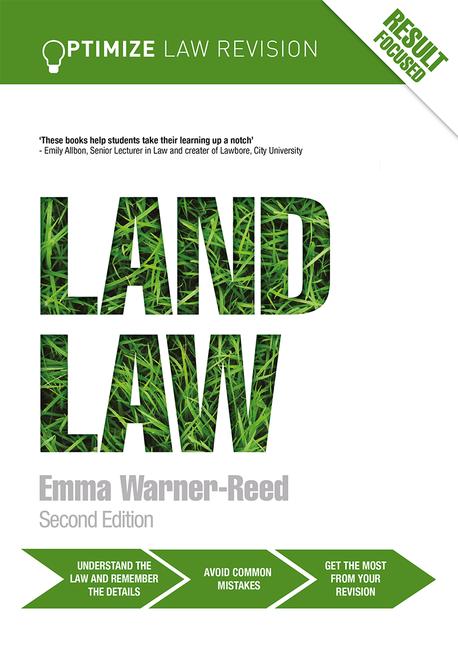 OPTIMIZE LAW REVISION
RESULT
FOCUSED
‘These books help students take their learning up a notch’
- Emily Allbon, Senior Lecturer in Law and creator of Lawbore, City University
LAND
LAW
Emma Warner-Reed
Second Edition
UNDERSTAND THE
LAW AND REMEMBER
THE DETAILS
AVOID COMMON
MISTAKES
GET THE MOST
FROM YOUR
REVISION